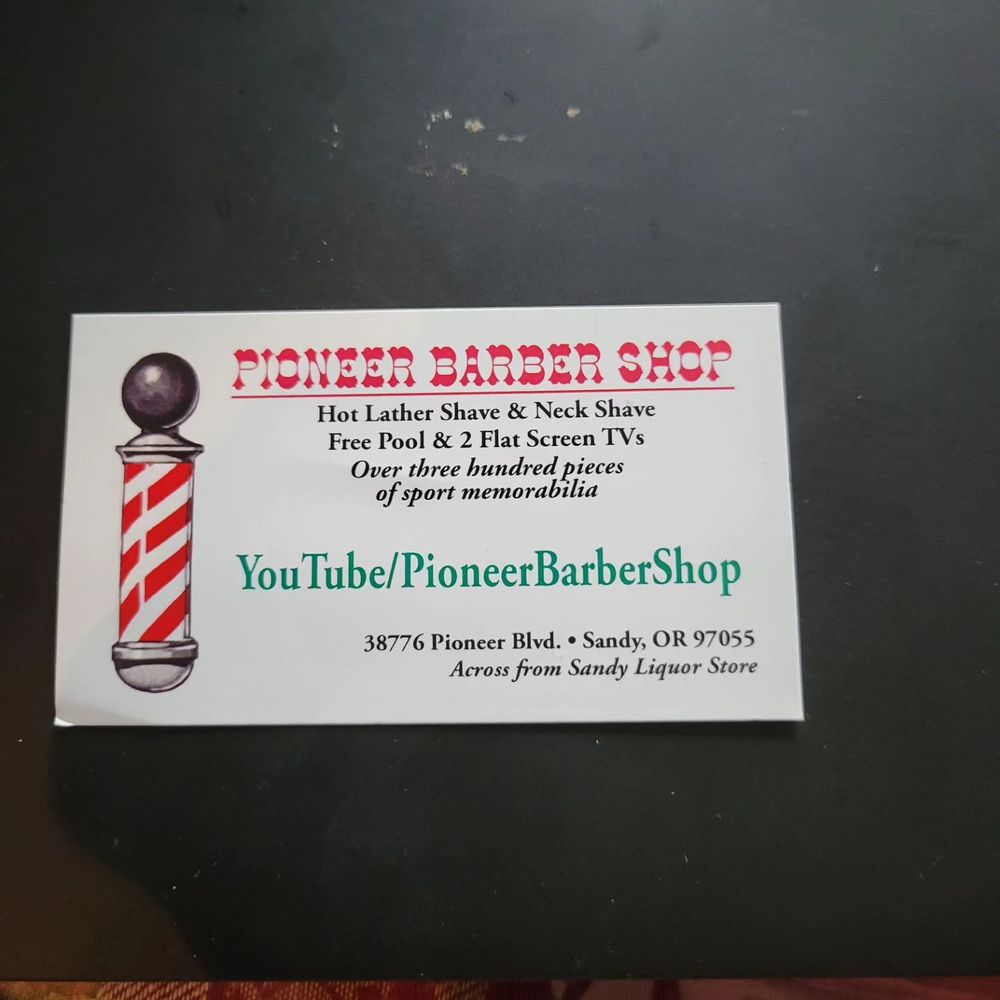 PIONEER BARBER SHOP
Hot Lather Shave & Neck Shave
Free Pool & 2 Flat Screen TVs
Over three hundred pieces
of sport memorabilia
YouTube/PioneerBarberShop
38776 Pioneer Blvd. • Sandy, OR 97055
Across from Sandy Liquor Store